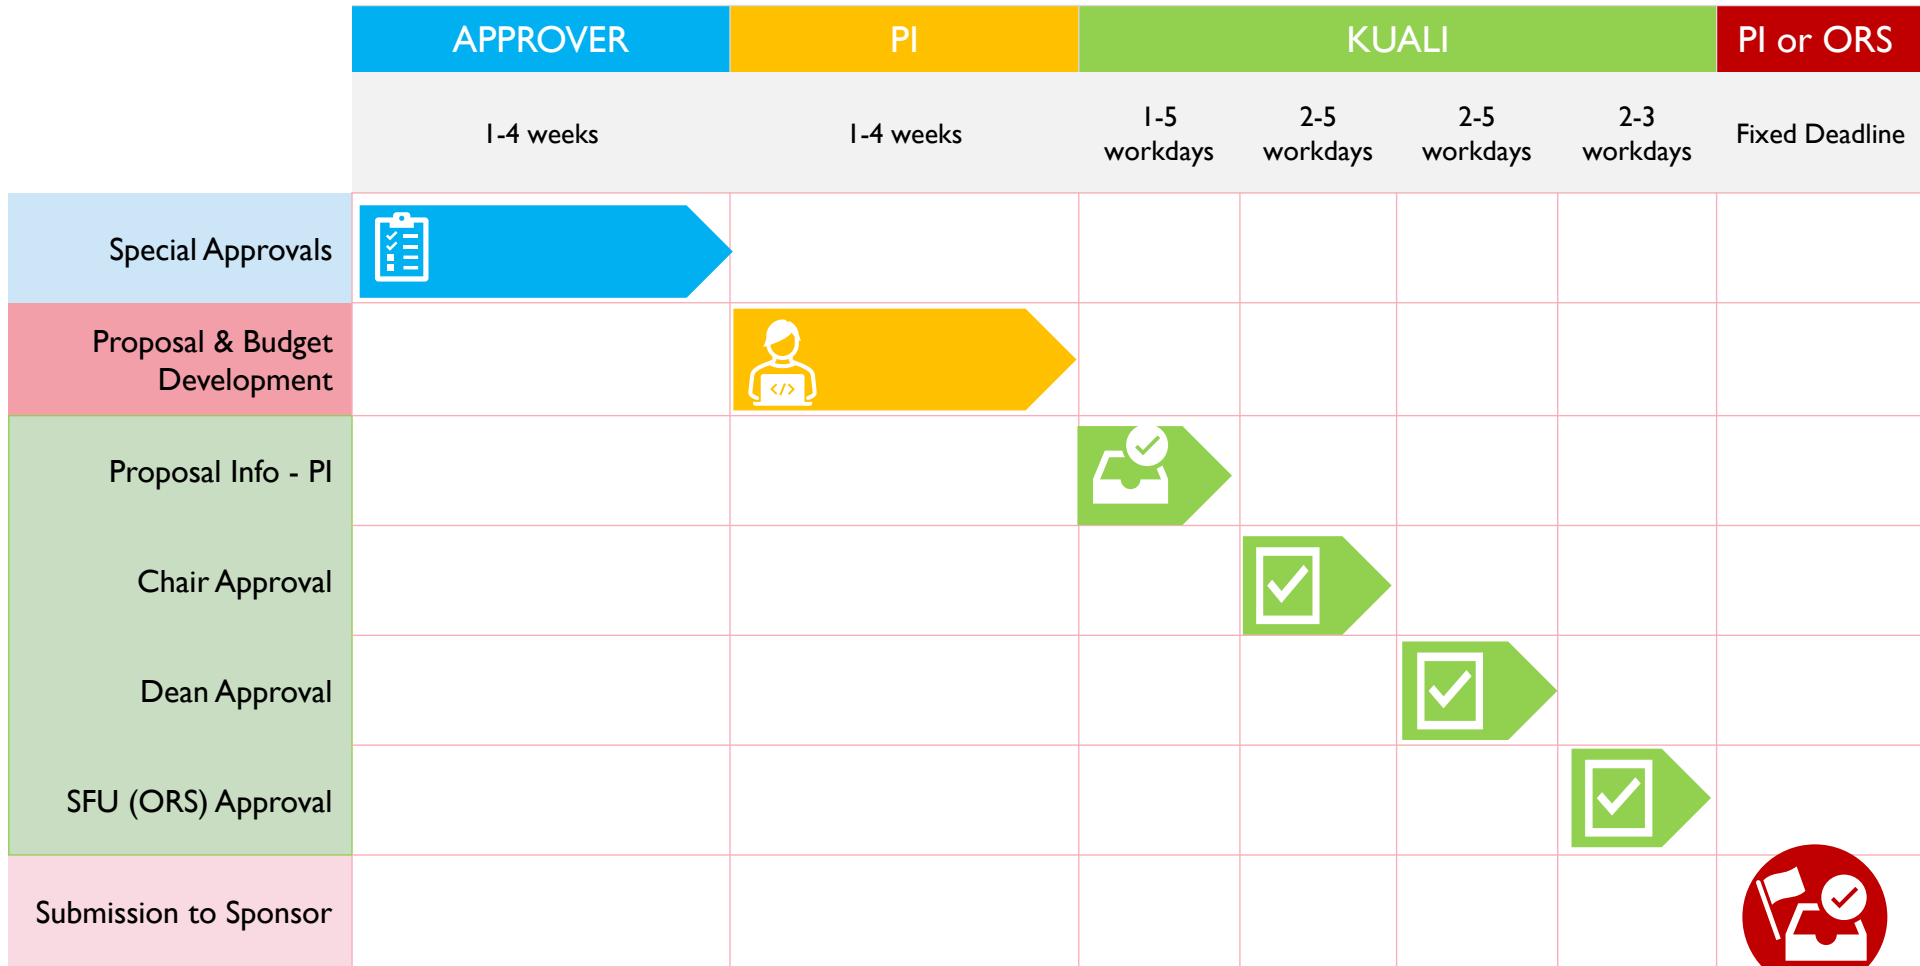 APPROVER
PI
KUALI
PI or ORS
1-4 weeks
1-4 weeks
1-5
workdays
2-5
workdays
2-5
workdays
2-3
workdays
Fixed Deadline
Special Approvals
Proposal & Budget
Development
</>
Proposal Info - PI
Chair Approval
Dean Approval
SFU (ORS) Approval
Submission to Sponsor